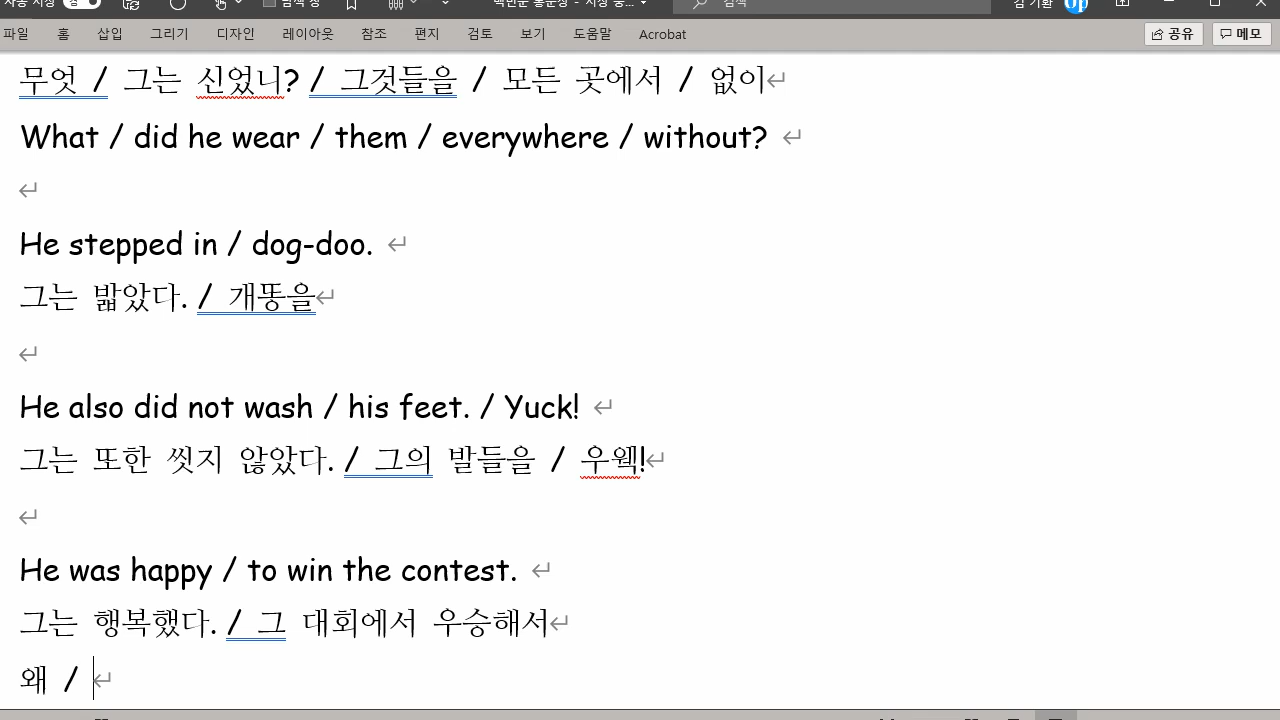 파일 홈 삽입 그리기 디자인 레이아웃 참조 편지 검토 보기 도움말 Acrobat 공유 메모
무엇 / 그는 신었니? / 그것들을 / 모든 곳에서 / 없이
What / did he wear / them / everywhere / without?
He stepped in / dog-doo.
그는 밟았다. / 개똥을
He also did not wash / his feet. / Yuck!
그는 또한 씻지 않았다. / 그의 발들을 / 우웩!
He was happy / to win the contest.
그는 행복했다. / 그 대회에서 우승해서
왜 /